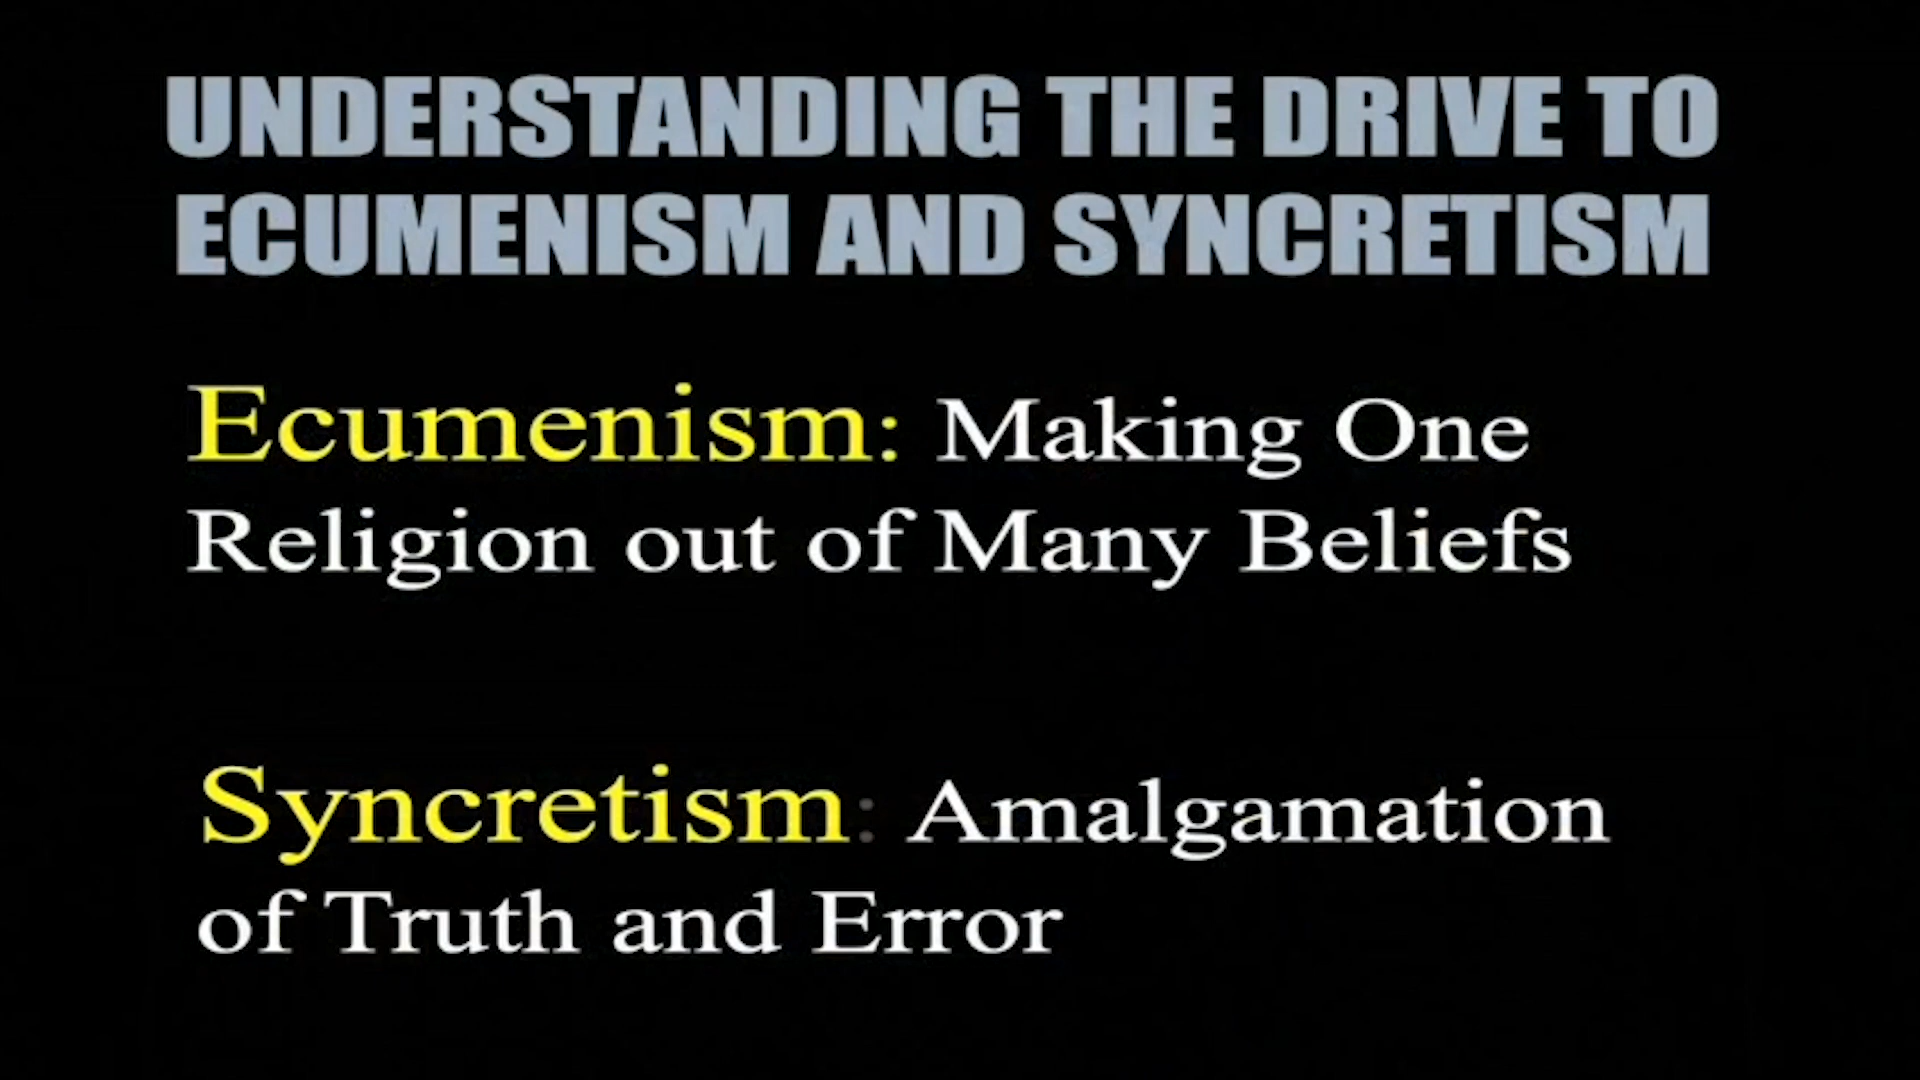 UNDERSTANDING THE DRIVE TO
ECUMENISM AND SYNCRETISM
Ecumenism: Making One
Religion out of Many Beliefs
Syncretism: Amalgamation
of Truth and Error